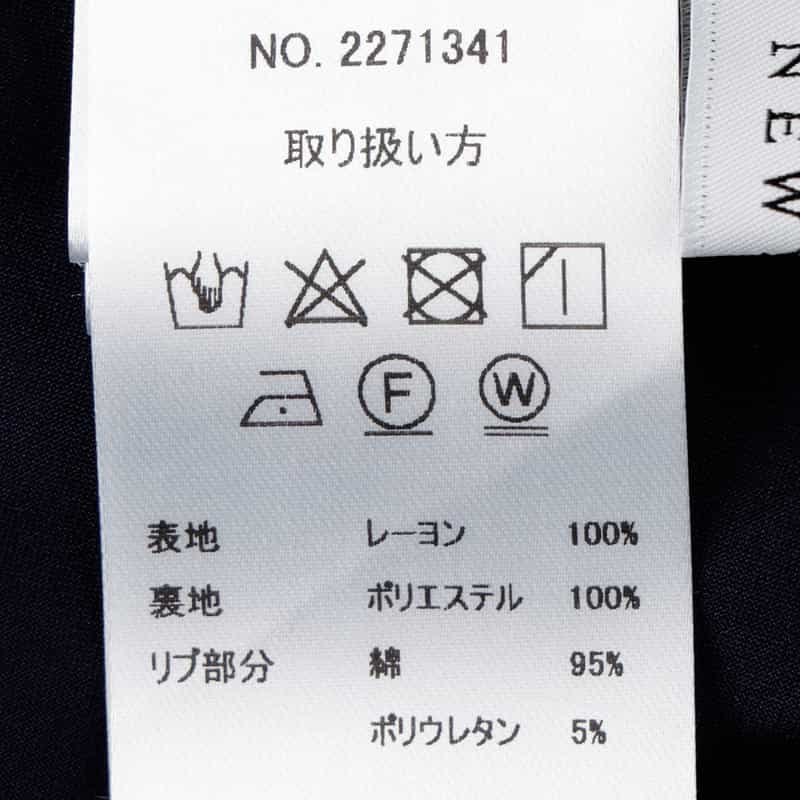 NO. 2271341
取り扱い方
F W
表地 レーヨン 100%
裏地 ポリエステル 100%
リブ部分 綿 95%
ポリウレタン 5%
NEW